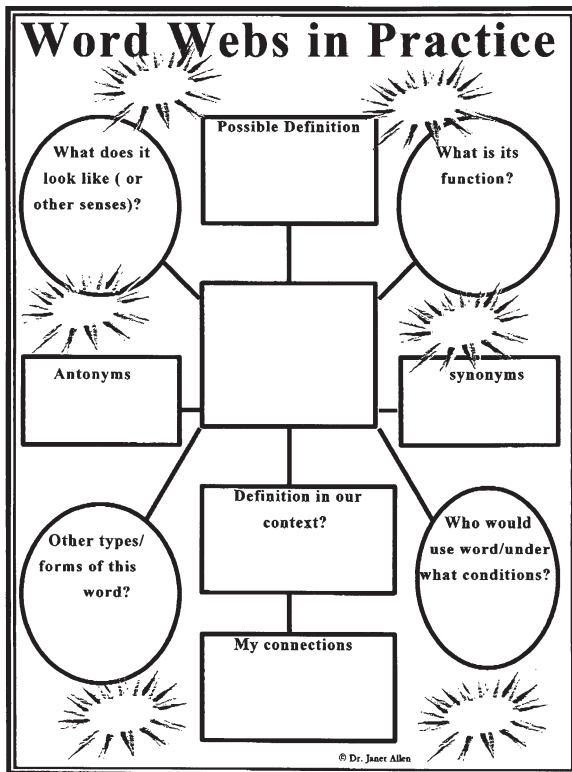 Word Webs in Practice
Possible Definition
What does it
look like ( or
other senses)?
What is its
function?
Antonyms
synonyms
Definition in our
context?
Other types/
forms of this
word?
Who would
use word/under
what conditions?
My connections
© Dr. Janet Allen